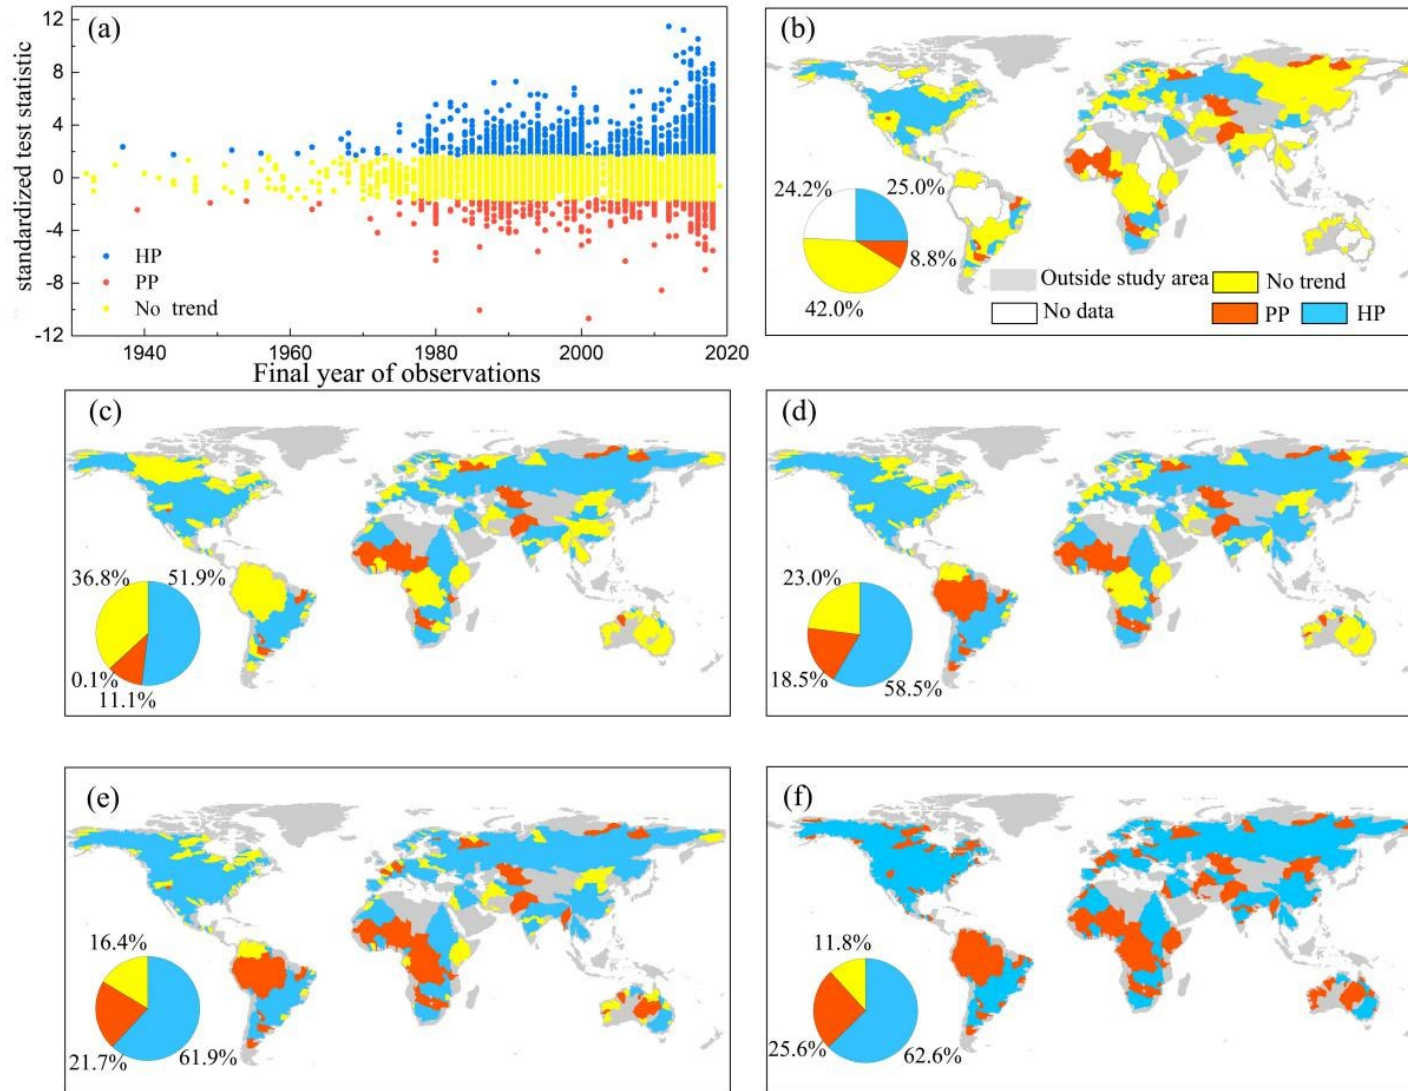 (a)
12
8
4
0
-4
-8
-12
standardized test statistic
HP
PP
No trend
1940
1960
1980
2000
2020
Final year of observations
(b)
24.2%
25.0%
8.8%
42.0%
Outside study area
No trend
No data
PP
HP
(c)
36.8%
51.9%
0.1%
11.1%
(d)
23.0%
18.5%
58.5%
(e)
16.4%
21.7%
61.9%
(f)
11.8%
25.6%
62.6%